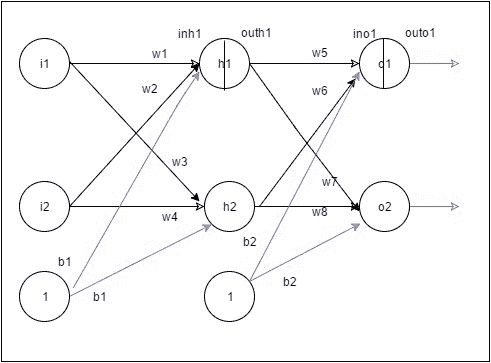 inh1 outh1 ino1 outo1
i1 w1 h1 w5 o1
w2 w6
w3 w7
i2 w4 h2 w8 o2
b1 b2
1 b1 1 b2